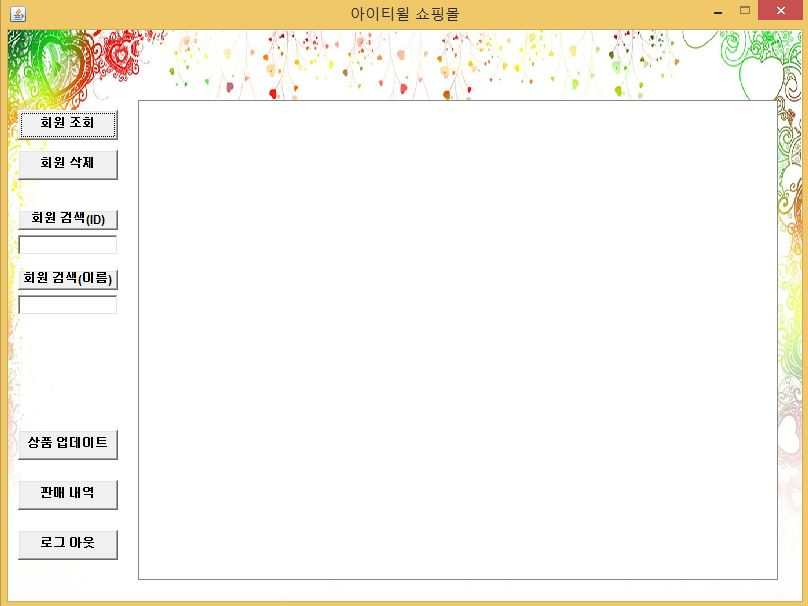 아이티윌 쇼핑몰
회원 조회
회원 삭제
회원 검색(ID)
회원 검색(이름)
상품 업데이트
판매 내역
로그 아웃